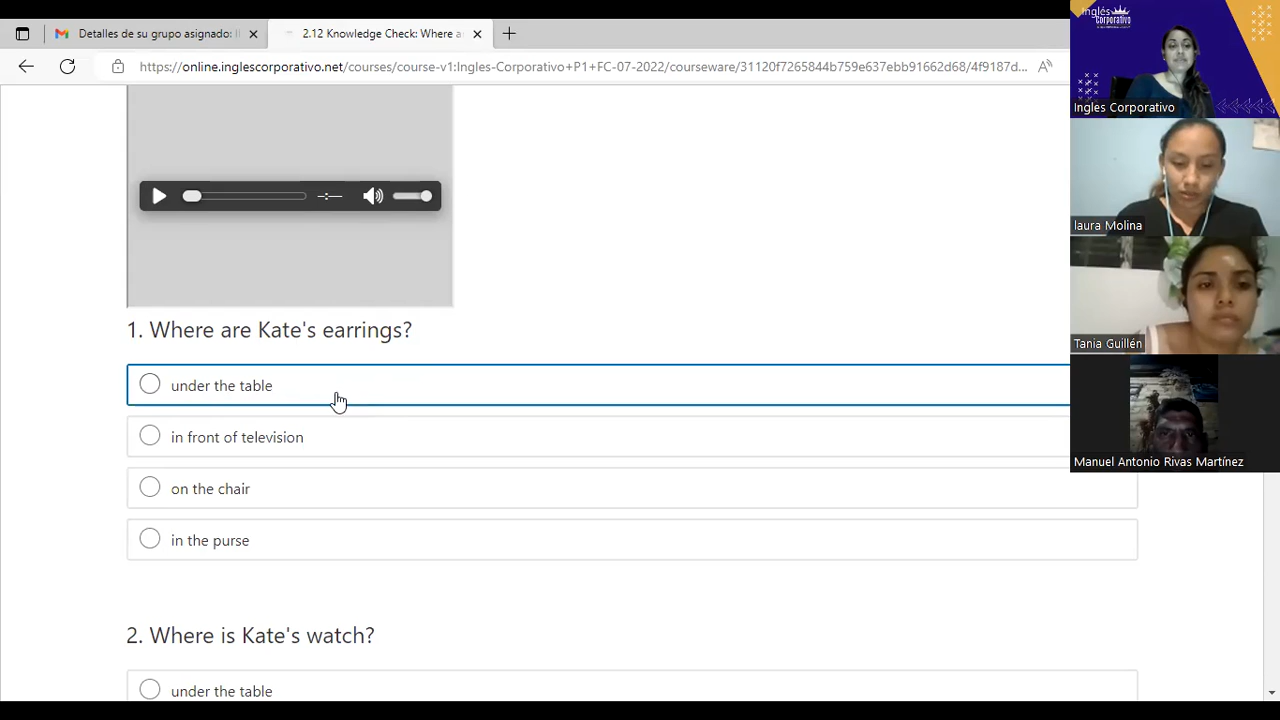 Detalles de su grupo asignado: I
2.12 Knowledge Check: Where a
https://online.inglescorporativo.net/courses/course-v1:Ingles-Corporativo+P1+FC-07-2022/courseware/31120f7265844b759e637ebb91662d68/4f9187d...
1. Where are Kate's earrings?
under the table
in front of television
on the chair
in the purse
2. Where is Kate's watch?
under the table
Inglés
Corporativo
Ingles Corporativo
laura Molina
Tania Guillén
Manuel Antonio Rivas Martínez